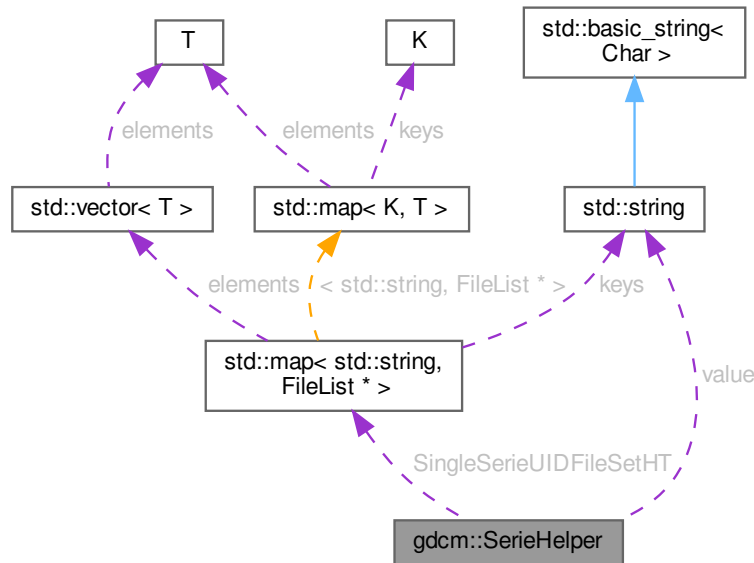 T
K
std::basic_string<
Char >
elements
elements
keys
std::vector< T >
std::map< K, T >
std::string
elements
< std::string, FileList * >
keys
std::map< std::string,
FileList * >
value
SingleSerieUIDFileSetHT
gdcm::SerieHelper